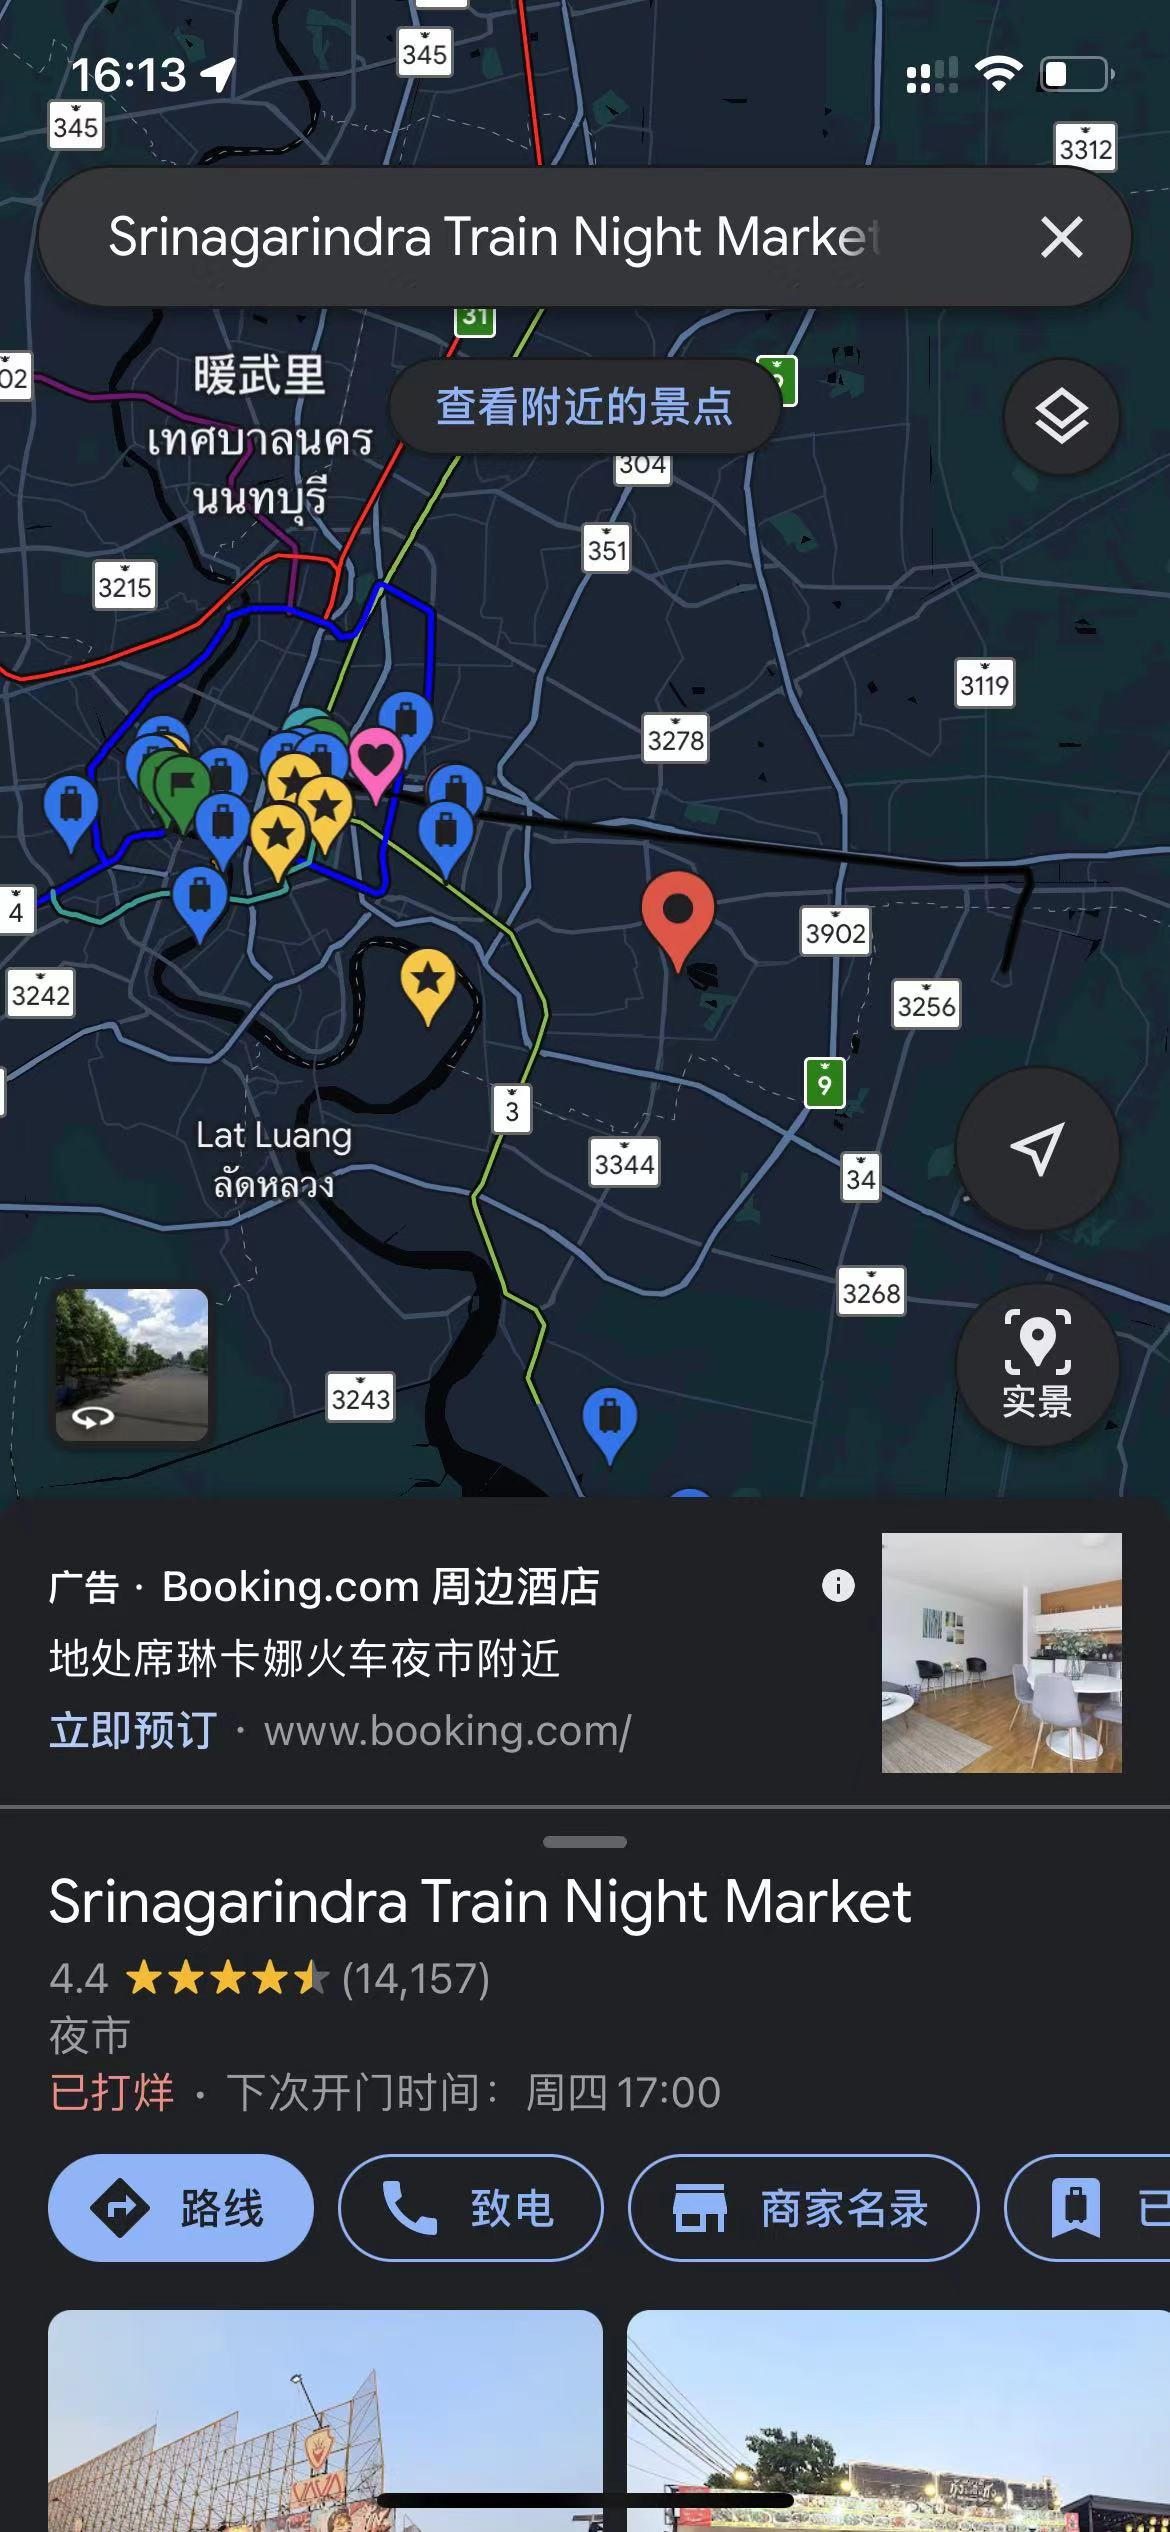 16:13
345
345
3312
Srinagarindra Train Night Market
31
02
暖武里
เทศบาลนคร
นนทบุรี
查看附近的景点
9
304
351
3215
3119
3278
4
3902
3242
3256
9
3
Lat Luang
ลัดหลวง
3344
34
3268
3243
实景
广告 · Booking.com 周边酒店
地处席琳卡娜火车夜市附近
立即预订 · www.booking.com/
Srinagarindra Train Night Market
4.4 (14,157)
夜市
已打烊 · 下次开门时间：周四 17:00
路线
致电
商家名录
已
VAVA